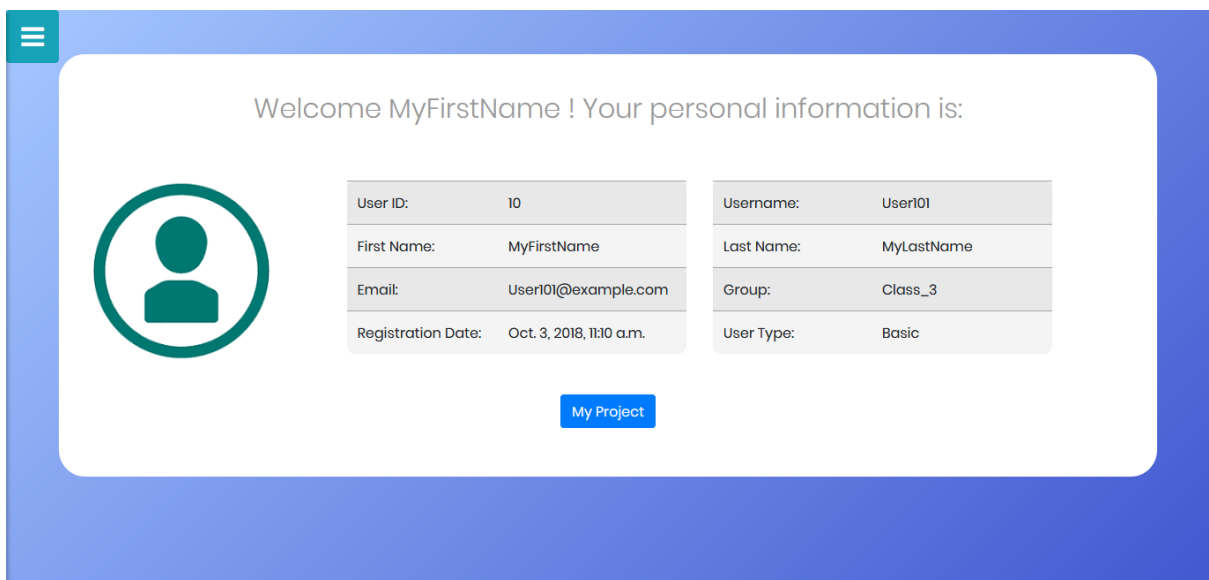 Welcome MyFirstName ! Your personal information is:
User ID: 10
First Name: MyFirstName
Email: User101@example.com
Registration Date: Oct. 3, 2018, 11:10 a.m.
Username: User101
Last Name: MyLastName
Group: Class_3
User Type: Basic
My Project